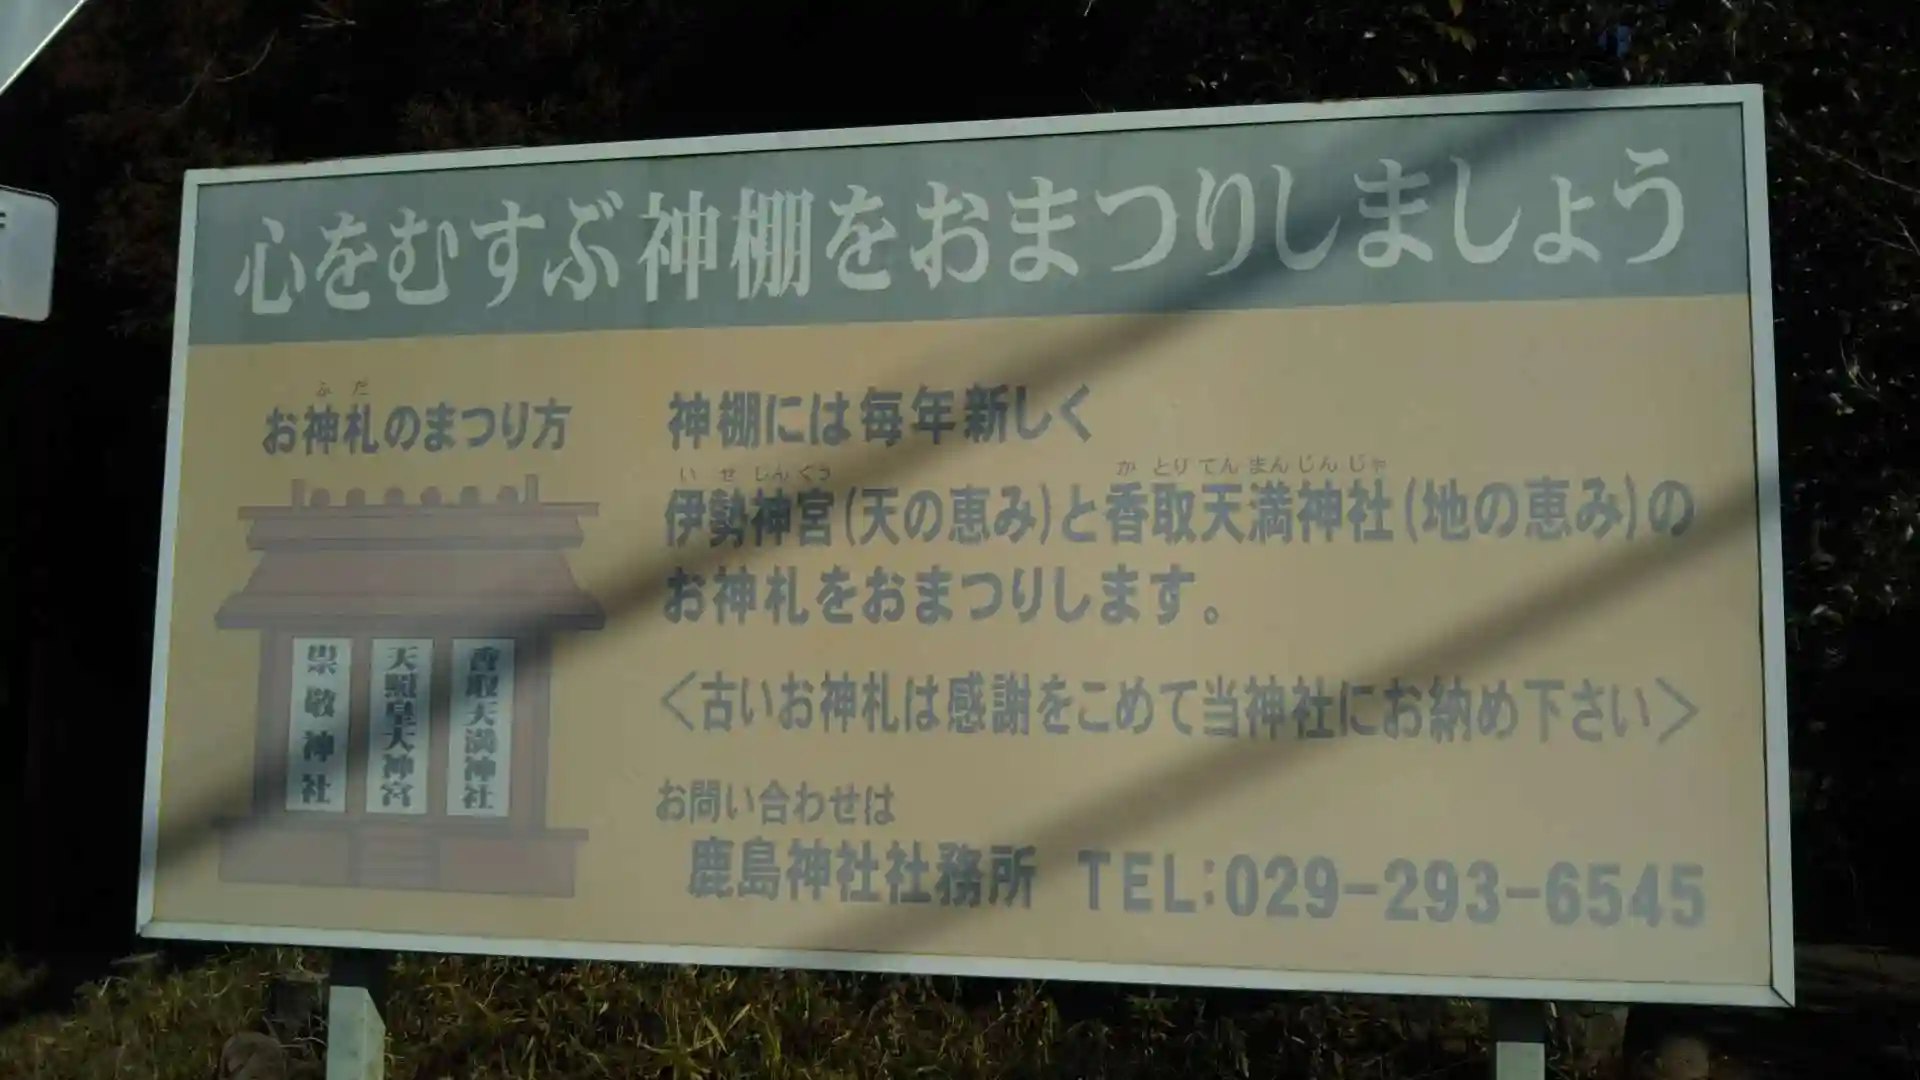 心をむすぶ神棚をおまつりしましょう
ふだ
お神札のまつり方
崇敬神社
天照皇大神宮
香取天満神社
神棚には毎年新しく
いせしんぐう かとりてんまんじんじゃ
伊勢神宮(天の恵み)と香取天満神社(地の恵み)の
お神札をおまつりします。
<古いお神札は感謝をこめて当神社にお納め下さい>
お問い合わせは
鹿島神社社務所 TEL:029-293-6545